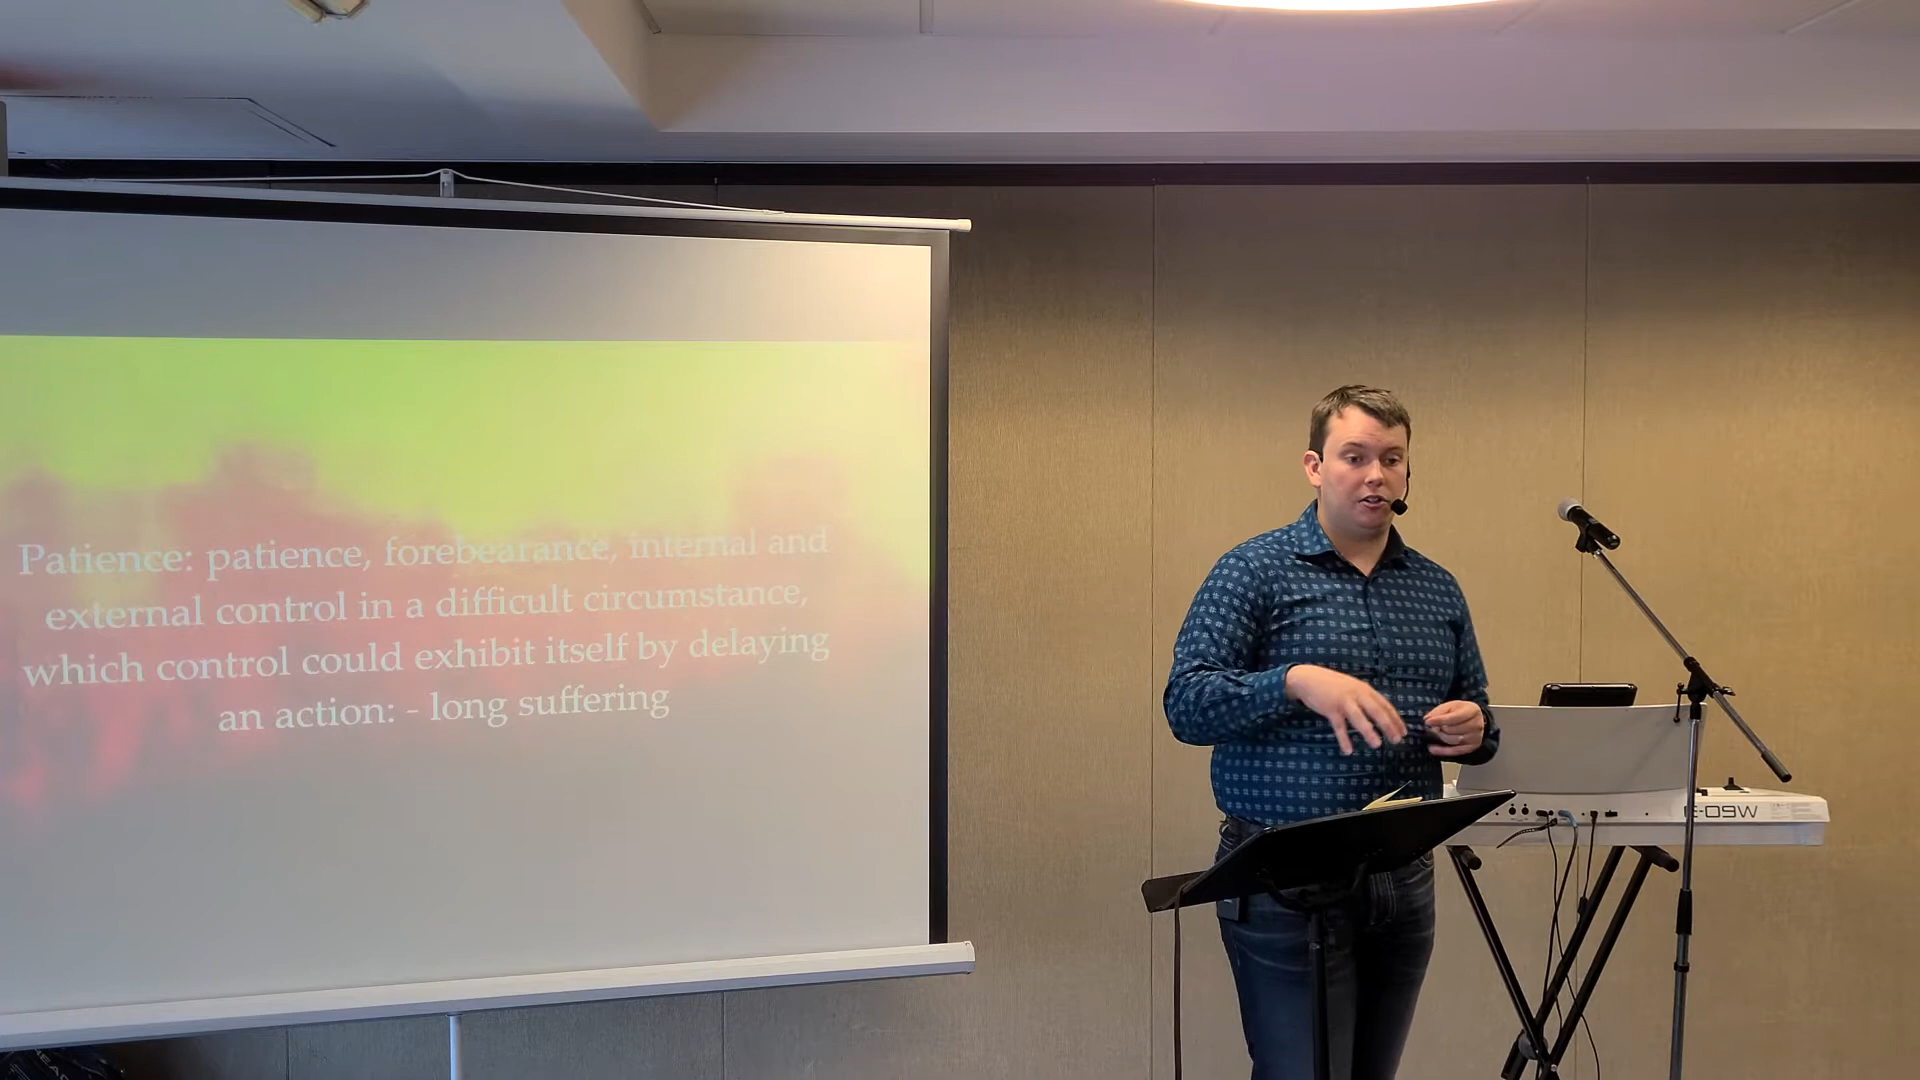 Patience: patience, forebearance, internal and
external control in a difficult circumstance,
which control could exhibit itself by delaying
an action: - long suffering
E-09W